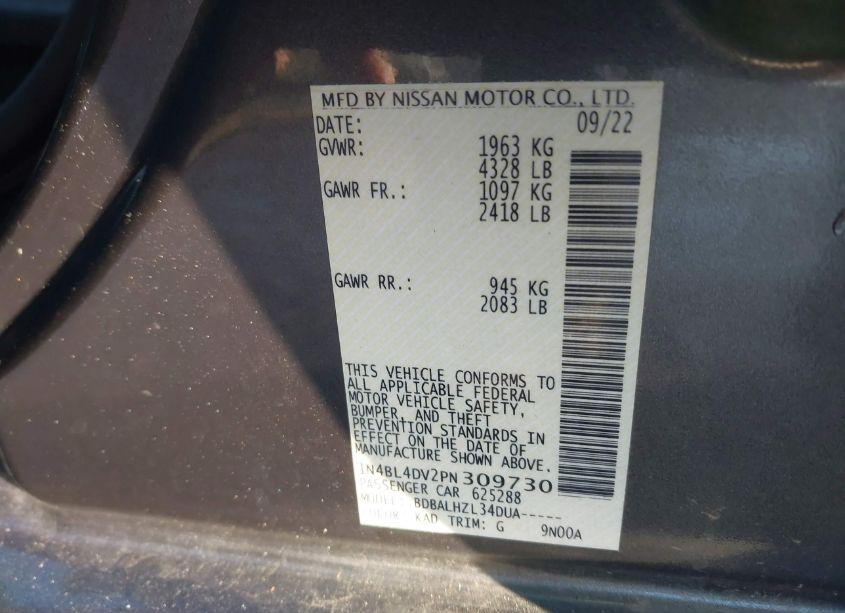 MFD BY NISSAN MOTOR CO., LTD.
DATE: 09/22
GVWR: 1963 KG
4328 LB
GAWR FR.: 1097 KG
2418 LB
GAWR RR.: 945 KG
2083 LB
THIS VEHICLE CONFORMS TO
ALL APPLICABLE FEDERAL
MOTOR VEHICLE SAFETY,
BUMPER, AND THEFT
PREVENTION STANDARDS IN
EFFECT ON THE DATE OF
MANUFACTURE SHOWN ABOVE.
1N4BL4DV2PN309730
PASSENGER CAR 625288
MODEL: BDBALHZL34DUA-----
COLOR: KAD TRIM: G 9N00A